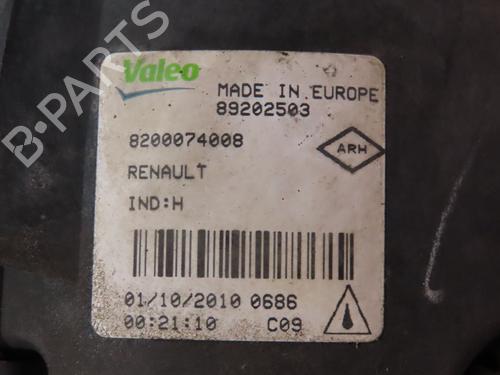 B-PARTS
Valeo
MADE IN EUROPE
89202503
8200074008
ARH
RENAULT
IND:H
01/10/2010 0686
00:21:10 C09